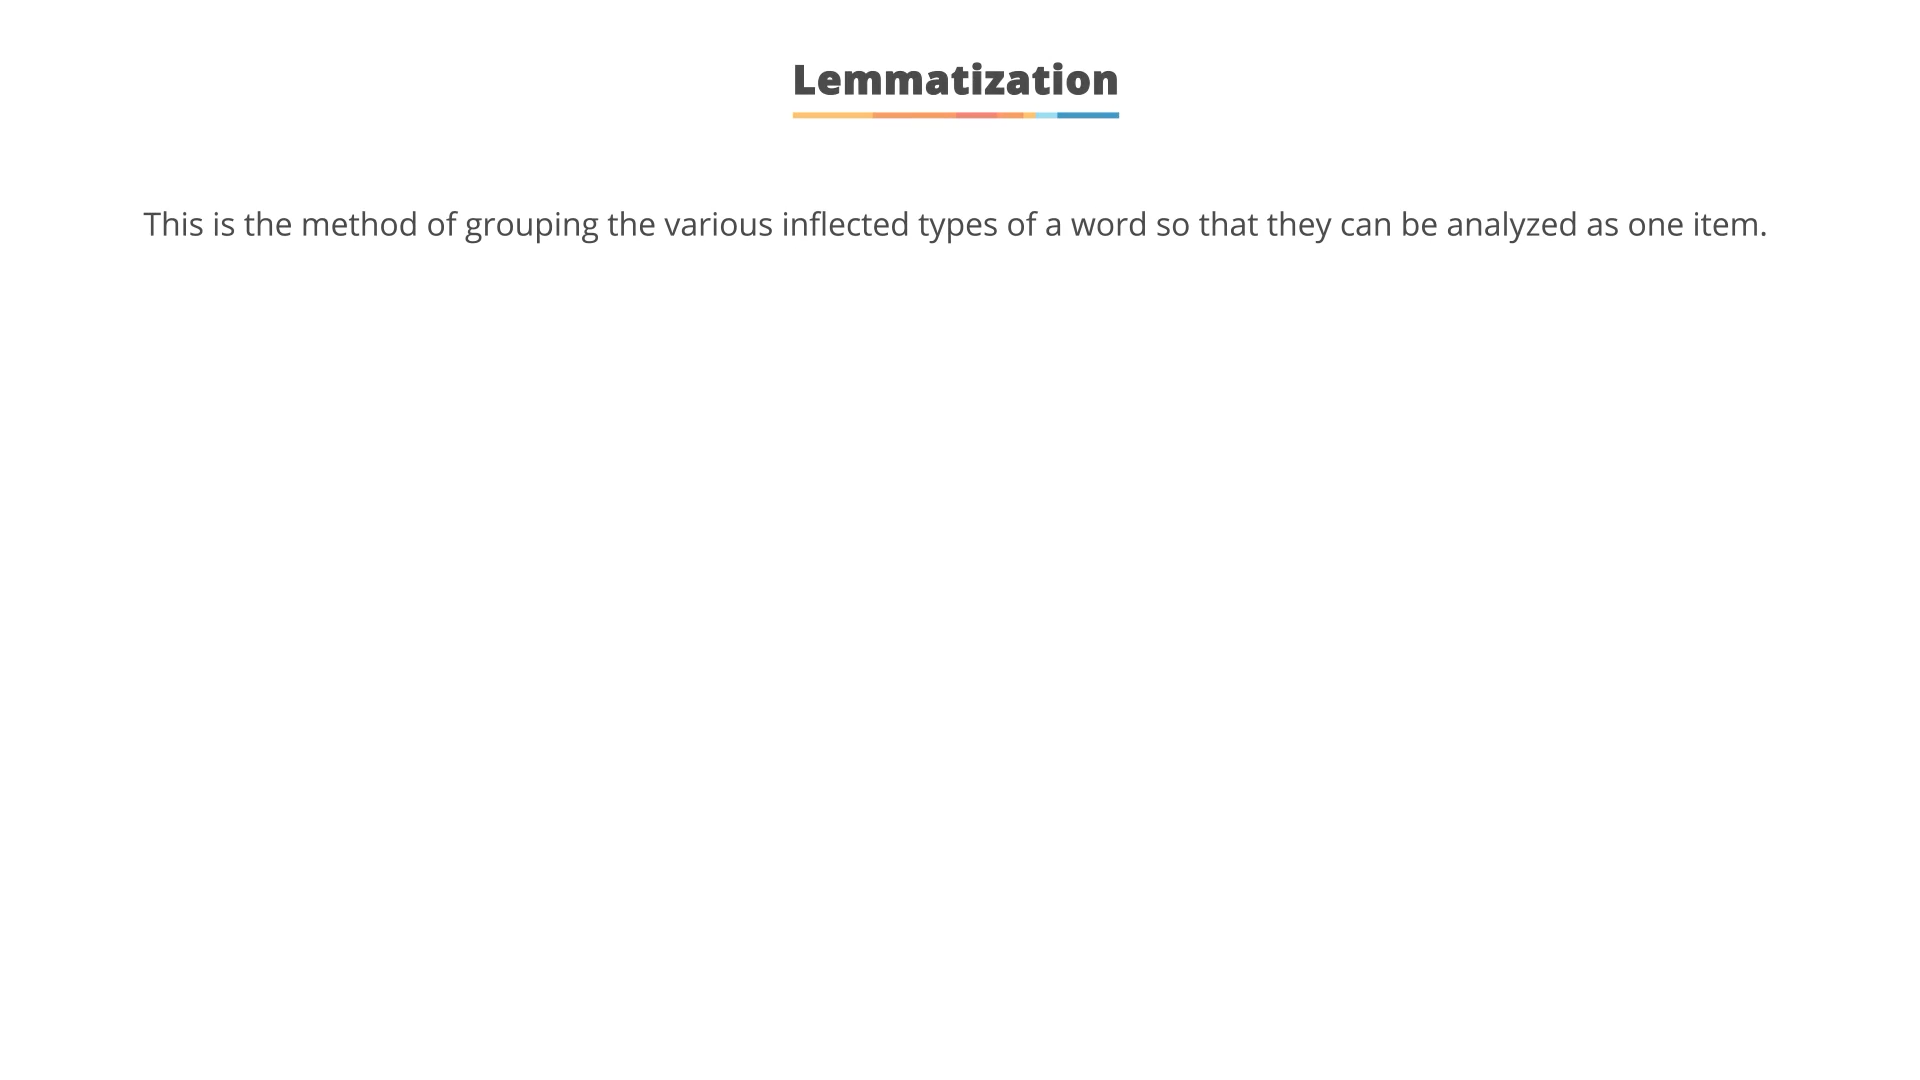 Lemmatization
This is the method of grouping the various inflected types of a word so that they can be analyzed as one item.